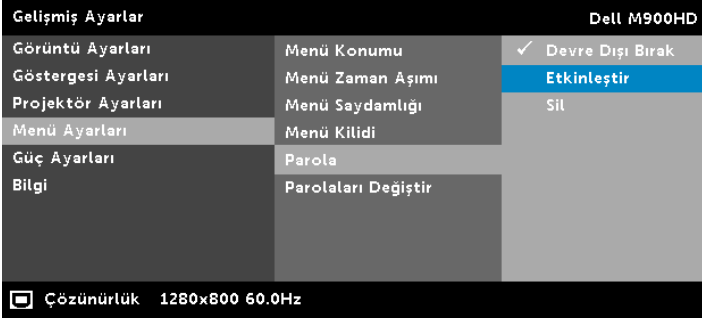 Gelişmiş Ayarlar
Dell M900HD
Görüntü Ayarları
Göstergesi Ayarları
Projektör Ayarları
Menü Ayarları
Güç Ayarları
Bilgi
Menü Konumu
Menü Zaman Aşımı
Menü Saydamlığı
Menü Kilidi
Parola
Parolaları Değiştir
✓ Devre Dışı Bırak
Etkinleştir
Sil
Çözünürlük 1280x800 60.0Hz